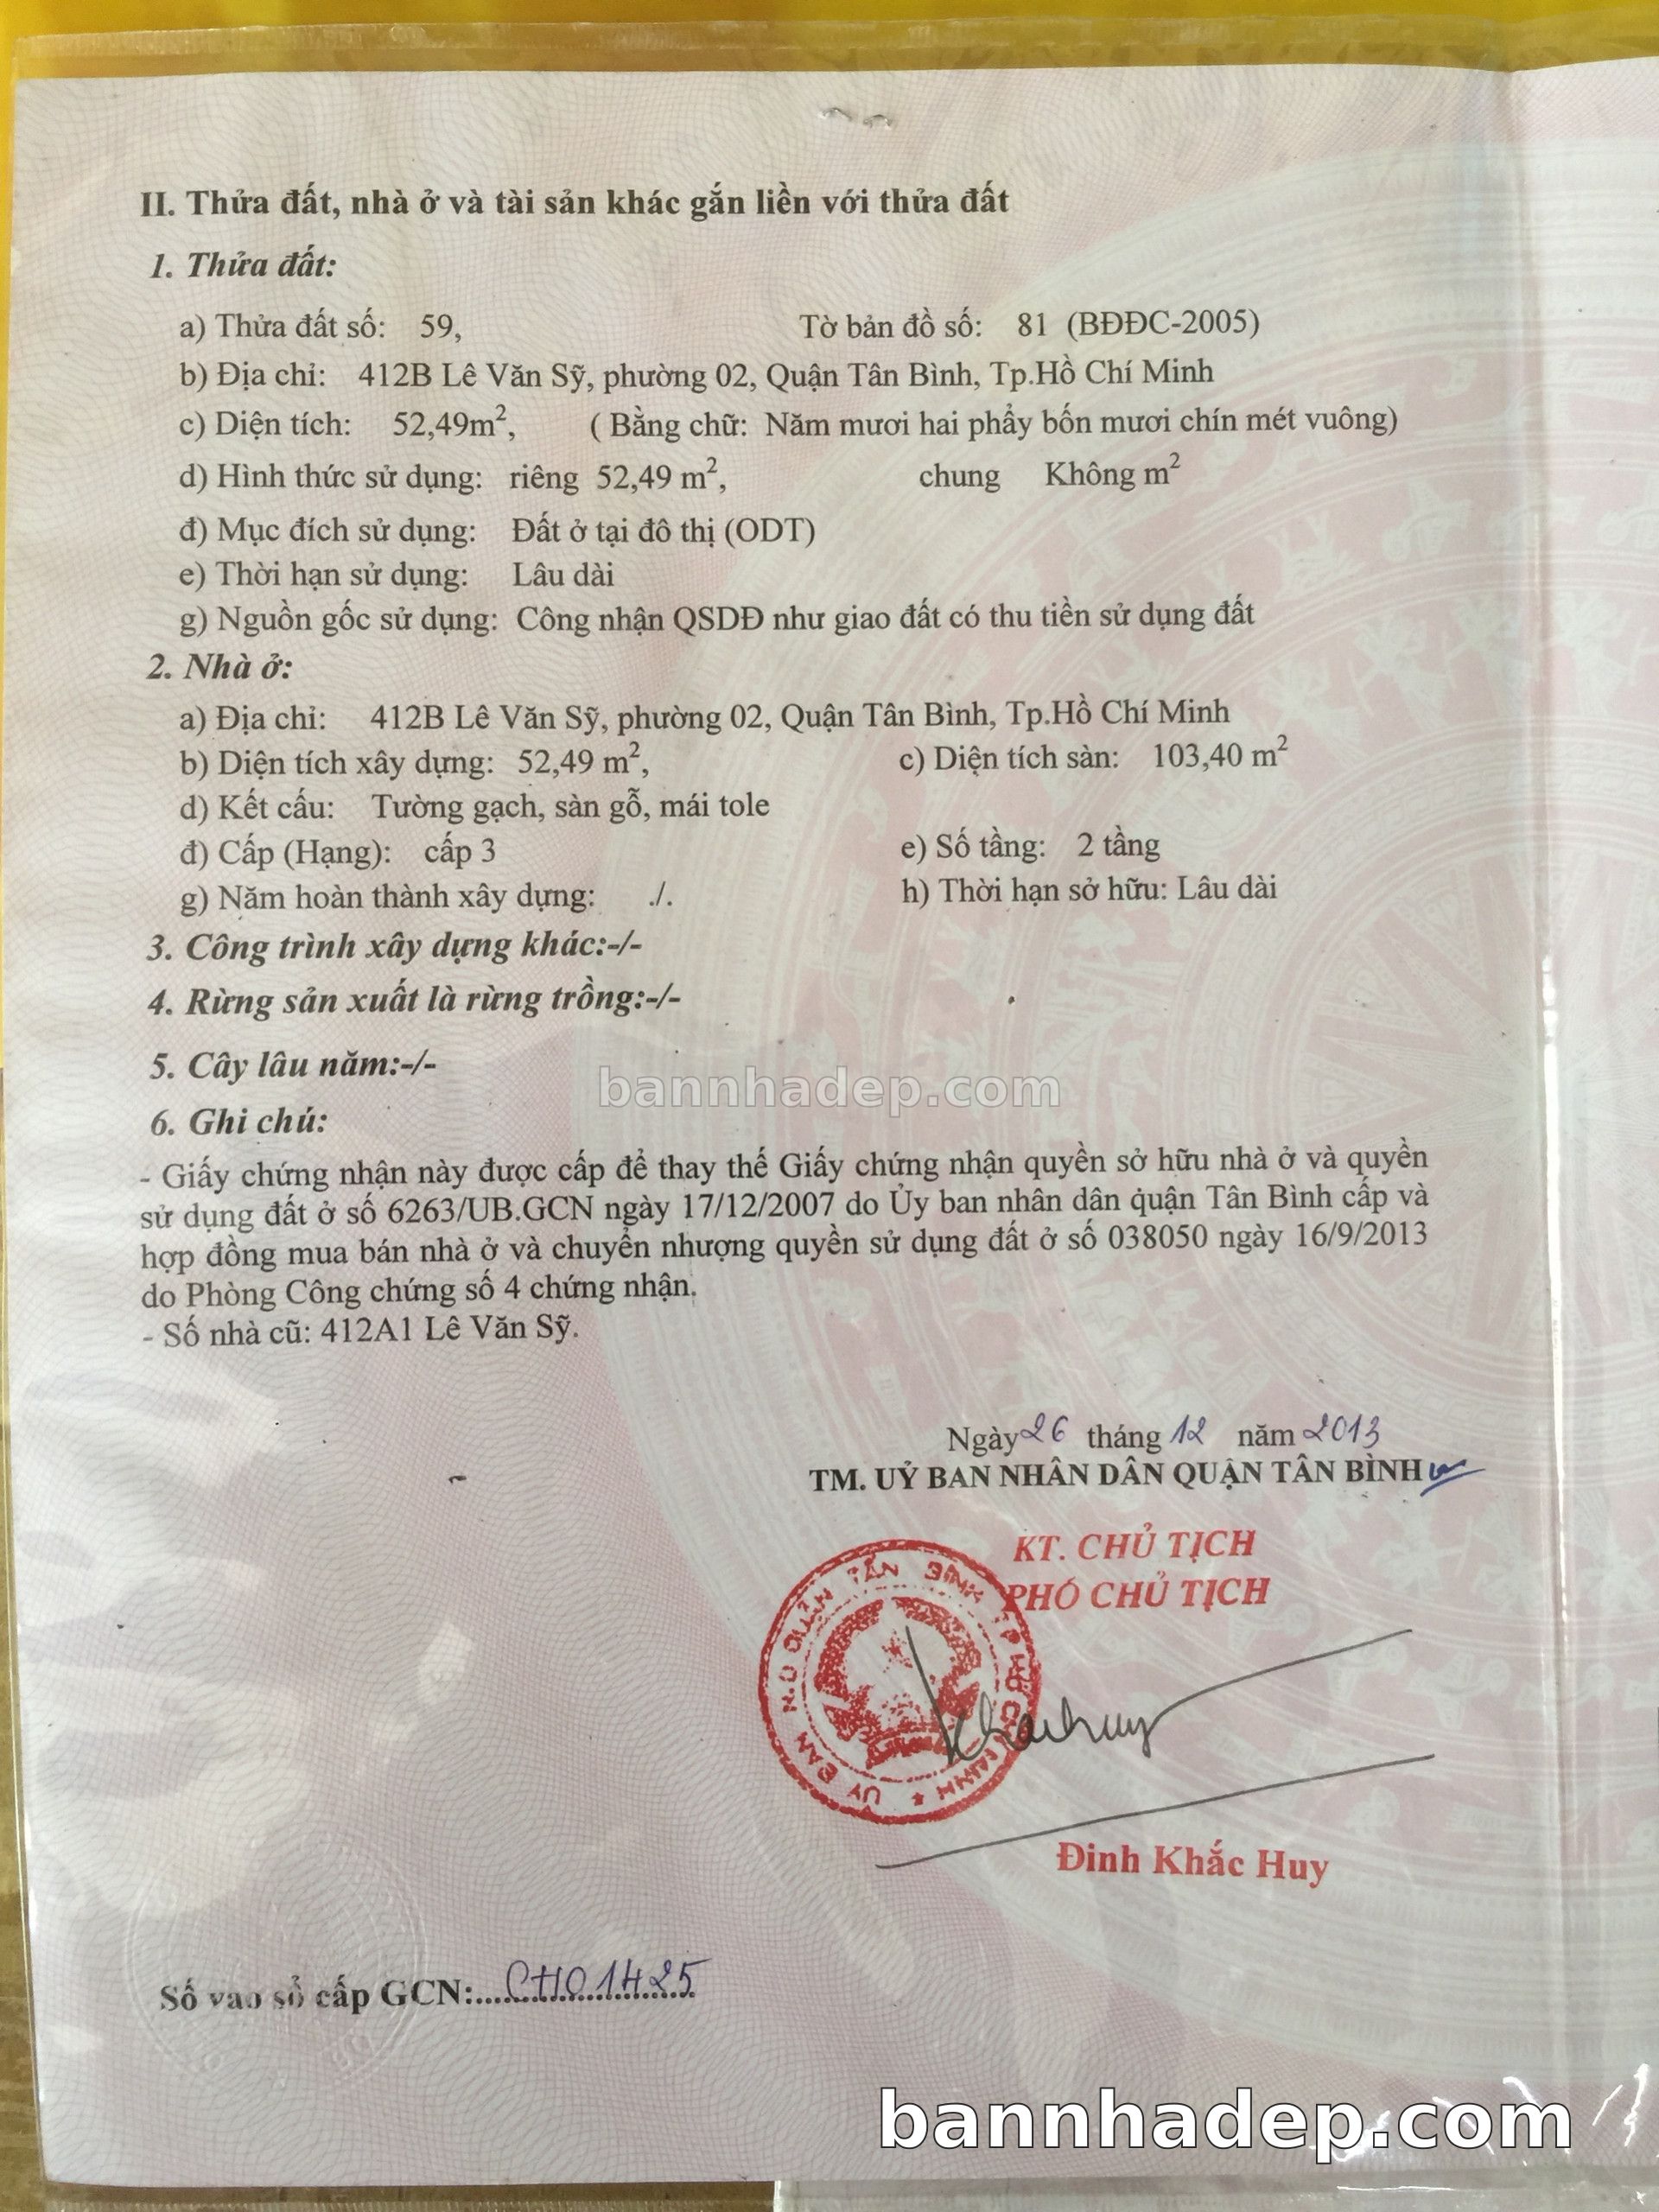 II. Thửa đất, nhà ở và tài sản khác gắn liền với thửa đất
1. Thửa đất:
a) Thửa đất số: 59, Tờ bản đồ số: 81 (BĐĐC-2005)
b) Địa chỉ: 412B Lê Văn Sỹ, phường 02, Quận Tân Bình, Tp.Hồ Chí Minh
c) Diện tích: 52,49m², ( Bằng chữ: Năm mươi hai phẩy bốn mươi chín mét vuông)
d) Hình thức sử dụng: riêng 52,49 m², chung Không m²
đ) Mục đích sử dụng: Đất ở tại đô thị (ODT)
e) Thời hạn sử dụng: Lâu dài
g) Nguồn gốc sử dụng: Công nhận QSDĐ như giao đất có thu tiền sử dụng đất
2. Nhà ở:
a) Địa chỉ: 412B Lê Văn Sỹ, phường 02, Quận Tân Bình, Tp.Hồ Chí Minh
b) Diện tích xây dựng: 52,49 m², c) Diện tích sàn: 103,40 m²
d) Kết cấu: Tường gạch, sàn gỗ, mái tole
đ) Cấp (Hạng): cấp 3 e) Số tầng: 2 tầng
g) Năm hoàn thành xây dựng: ./. h) Thời hạn sở hữu: Lâu dài
3. Công trình xây dựng khác:-/-
4. Rừng sản xuất là rừng trồng:-/-
5. Cây lâu năm:-/-
bannhadep.com
6. Ghi chú:
- Giấy chứng nhận này được cấp để thay thế Giấy chứng nhận quyền sở hữu nhà ở và quyền
sử dụng đất ở số 6263/UB.GCN ngày 17/12/2007 do Ủy ban nhân dân quận Tân Bình cấp và
hợp đồng mua bán nhà ở và chuyển nhượng quyền sử dụng đất ở số 038050 ngày 16/9/2013
do Phòng Công chứng số 4 chứng nhận.
- Số nhà cũ: 412A1 Lê Văn Sỹ.
Ngày 26 tháng 12 năm 2013
TM. UỶ BAN NHÂN DÂN QUẬN TÂN BÌNH
KT. CHỦ TỊCH
PHÓ CHỦ TỊCH
ỦY BAN N.D QUẬN TÂN BÌNH TP HỒ CHÍ MINH
Khachuy
Đinh Khắc Huy
Số vào sổ cấp GCN:....CH01425
bannhadep.com